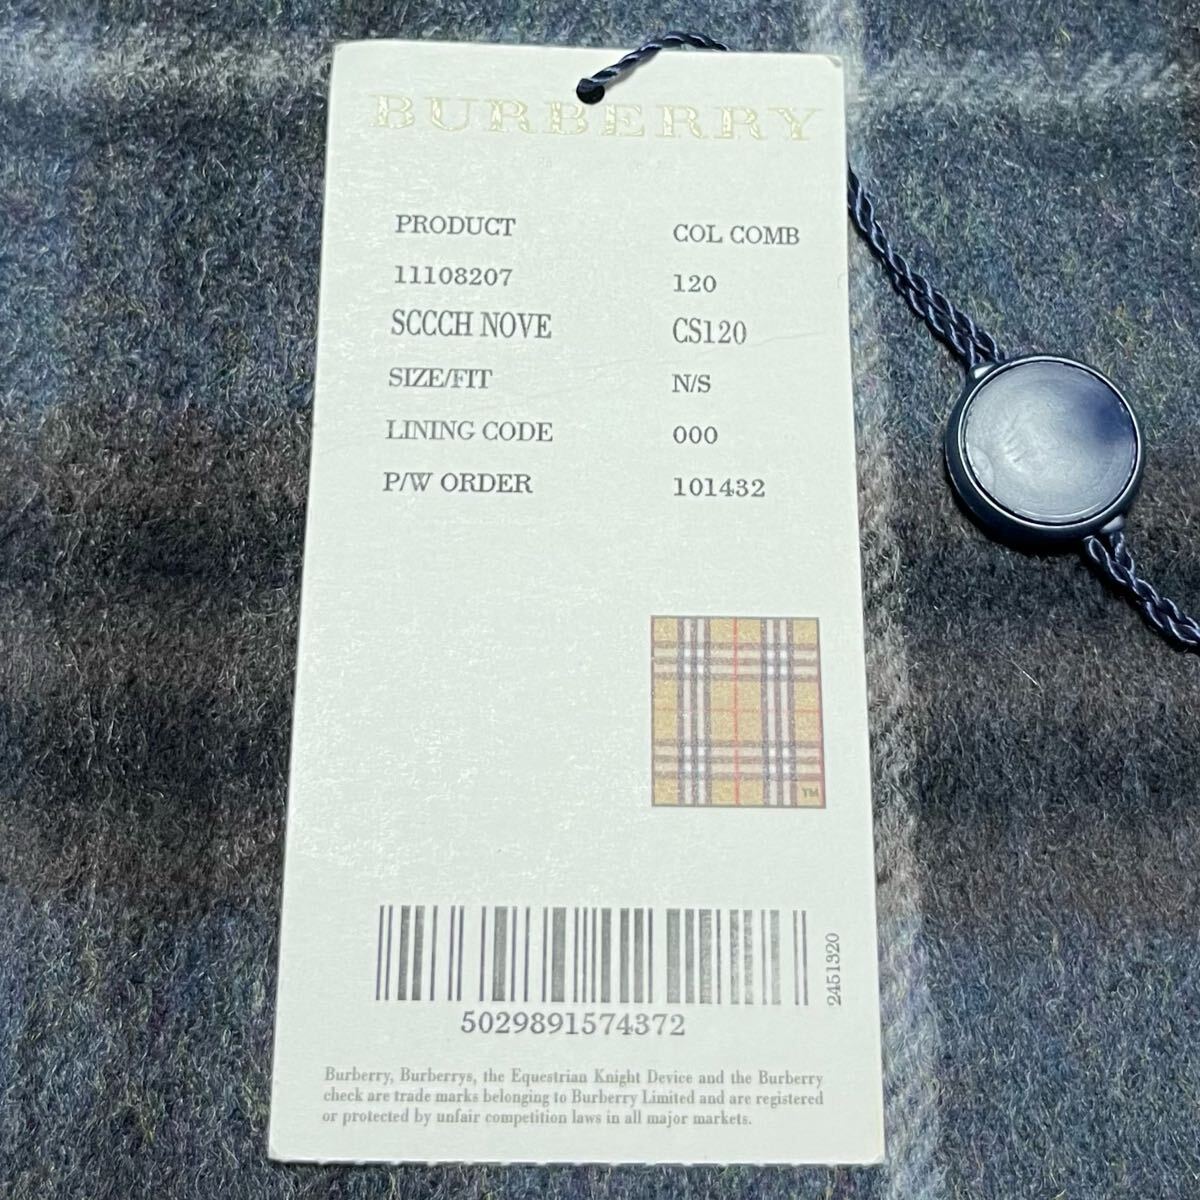 BURBERRY
PRODUCT COL COMB
11108207 120
SCCCH NOVE CS120
SIZE/FIT N/S
LINING CODE 000
P/W ORDER 101432
TM
2451320
5029891574372
Burberry, Burberrys, the Equestrian Knight Device and the Burberry
check are trade marks belonging to Burberry Limited and are registered
or protected by unfair competition laws in all major markets.